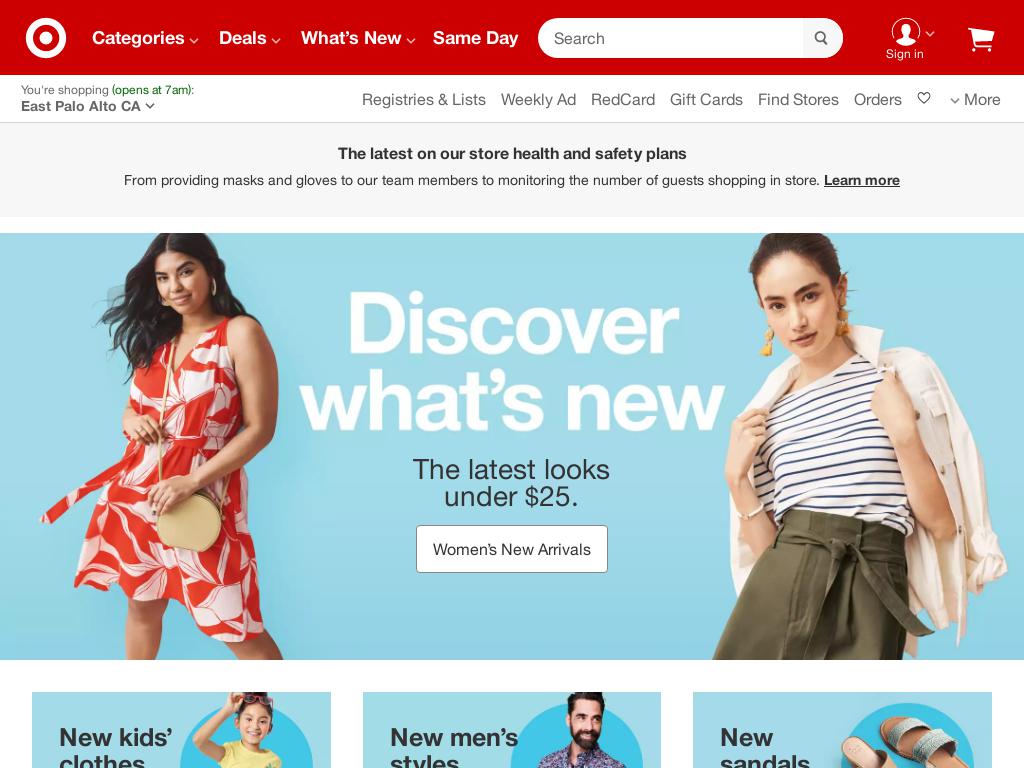 Categories Deals What's New Same Day Search Sign in
You're shopping (opens at 7am):
East Palo Alto CA
Registries & Lists Weekly Ad RedCard Gift Cards Find Stores Orders More
The latest on our store health and safety plans
From providing masks and gloves to our team members to monitoring the number of guests shopping in store. Learn more
Discover
what's new
The latest looks
under $25.
Women's New Arrivals
New kids'
clothes
New men's
styles
New
sandals